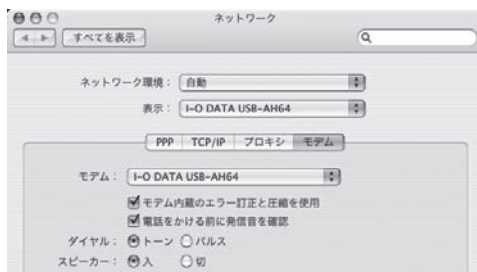 ネットワーク
すべてを表示
ネットワーク環境： 自動
表示： I-O DATA USB-AH64
PPP TCP/IP プロキシ モデム
モデム： I-O DATA USB-AH64
モデム内蔵のエラー訂正と圧縮を使用
電話をかける前に発信音を確認
ダイヤル： トーン パルス
スピーカー： 入 切